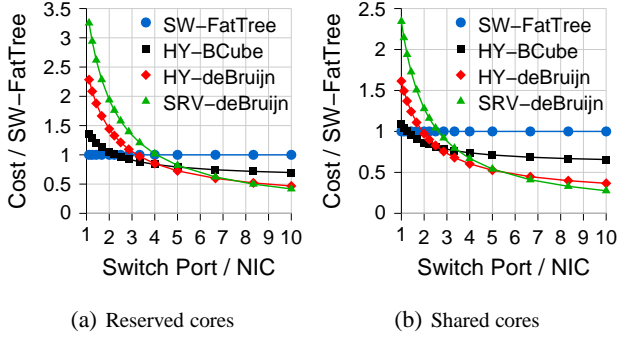 3.5
3
2.5
2
1.5
1
0.5
0
Cost / SW−FatTree
SW−FatTree
HY−BCube
HY−deBruijn
SRV−deBruijn
1 2 3 4 5 6 7 8 9 10
Switch Port / NIC
(a) Reserved cores
2.5
2
1.5
1
0.5
0
Cost / SW−FatTree
SW−FatTree
HY−BCube
HY−deBruijn
SRV−deBruijn
1 2 3 4 5 6 7 8 9 10
Switch Port / NIC
(b) Shared cores